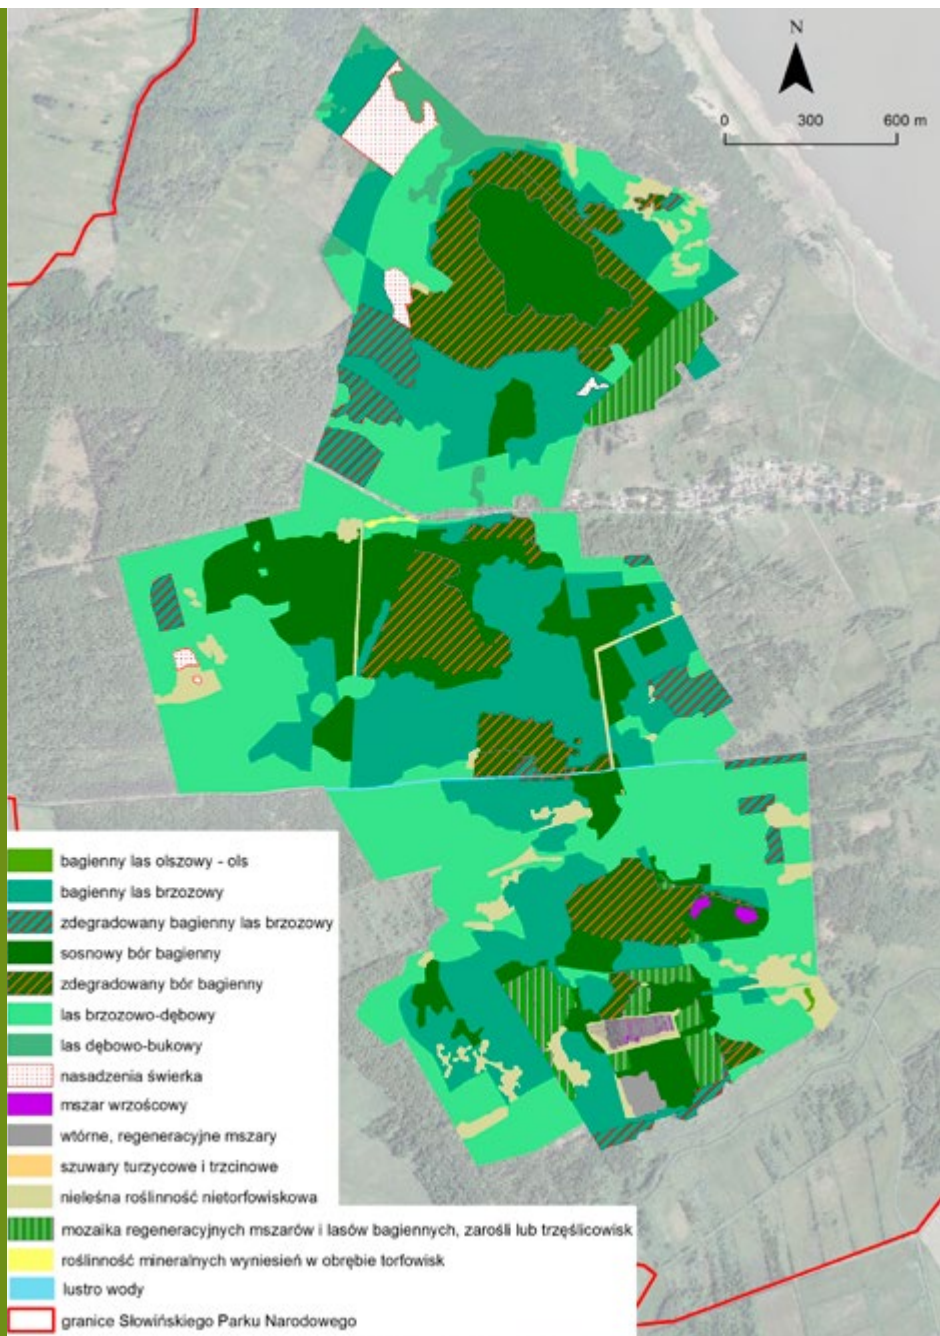 N
0 300 600 m
bagienny las olszowy - ols
bagienny las brzozowy
zdegradowany bagienny las brzozowy
sosnowy bór bagienny
zdegradowany bór bagienny
las brzozowo-dębowy
las dębowo-bukowy
nasadzenia świerka
mszar wrzoścowy
wtórne, regeneracyjne mszary
szuwary turzycowe i trzcinowe
nieleśna roślinność nietorfowiskowa
mozaika regeneracyjnych mszarów i lasów bagiennych, zarośli lub trzęślicowisk
roślinność mineralnych wyniesień w obrębie torfowisk
lustro wody
granice Słowińskiego Parku Narodowego